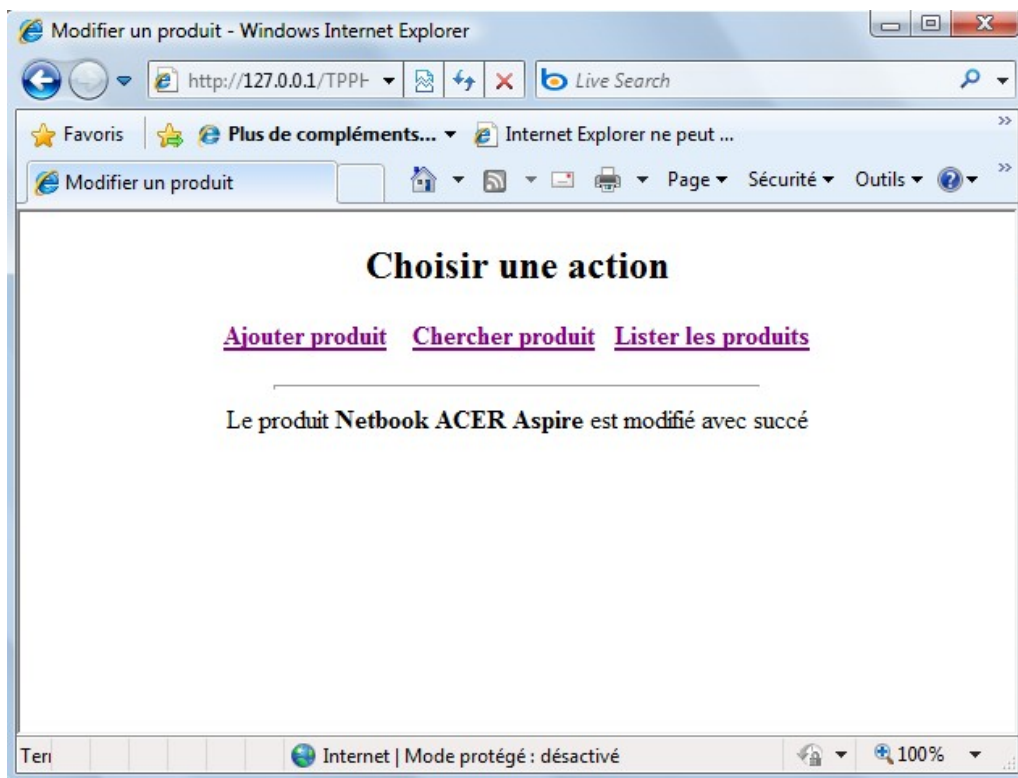 Modifier un produit - Windows Internet Explorer
http://127.0.0.1/TPPH Live Search
Favoris Plus de compléments... Internet Explorer ne peut ...
Modifier un produit Page Sécurité Outils
Choisir une action
Ajouter produit Chercher produit Lister les produits
Le produit Netbook ACER Aspire est modifié avec succé
Internet | Mode protégé : désactivé 100%